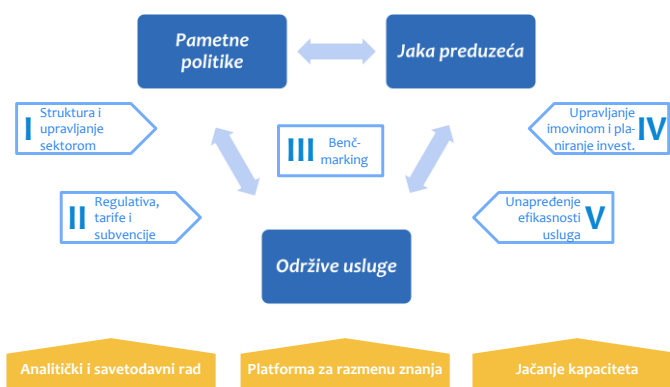 Pametne
politike
Jaka preduzeća
I
Struktura i
upravljanje
sektorom
III
Benč-
marking
Upravljanje
imovinom i pla-
niranje invest.
IV
II
Regulativa,
tarife i
subvencije
Unapređenje
efikasnosti
usluga
V
Održive usluge
Analitički i savetodavni rad
Platforma za razmenu znanja
Jačanje kapaciteta